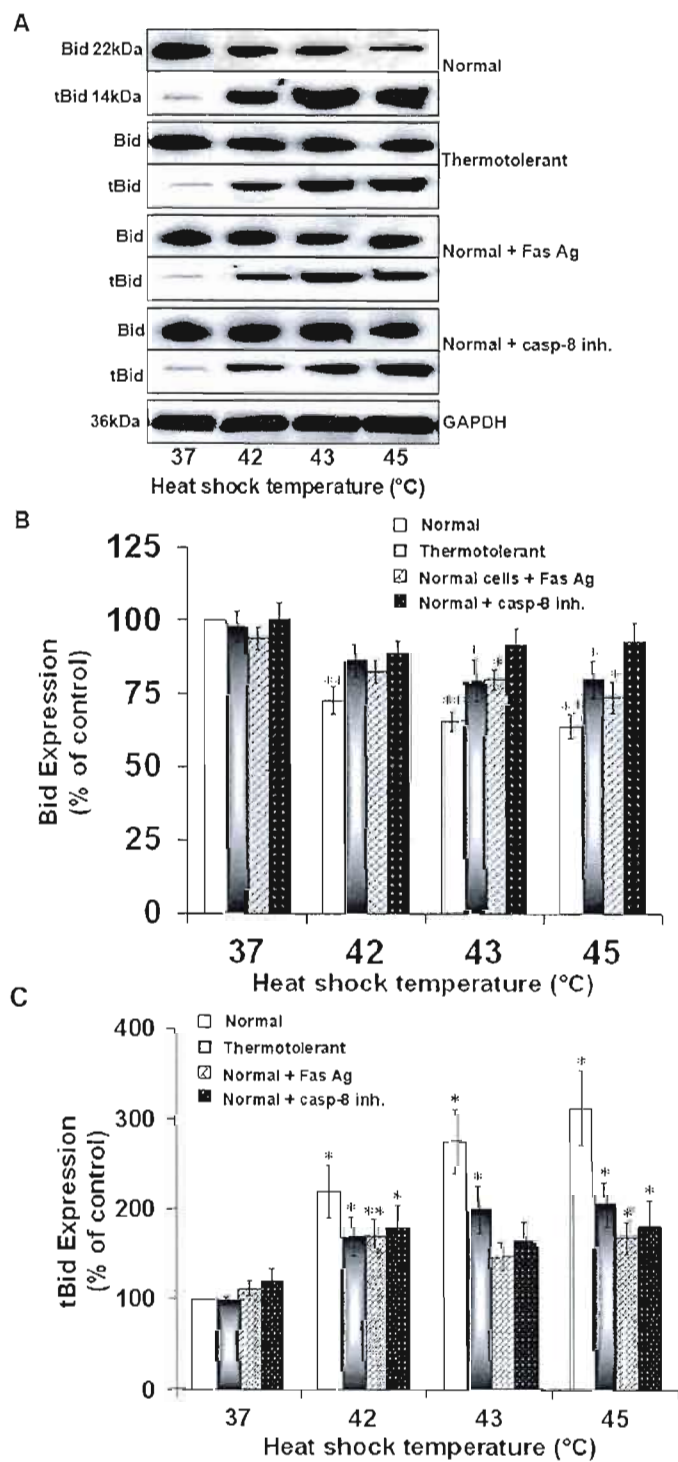 A
Bid 22kDa
Normal
tBid 14kDa
Bid
Thermotolerant
tBid
Bid
Normal + Fas Ag
tBid
Bid
Normal + casp-8 inh.
tBid
36kDa GAPDH
37 42 43 45
Heat shock temperature (°C)
B
Normal
Thermotolerant
Normal cells + Fas Ag
Normal + casp-8 inh.
125
100
75
50
25
0
Bid Expression
(% of control)
** ** * * * ** * *
37 42 43 45
Heat shock temperature (°C)
C
Normal
Thermotolerant
Normal + Fas Ag
Normal + casp-8 inh.
400
300
200
100
0
tBid Expression
(% of control)
* * ** * * * * * * *
37 42 43 45
Heat shock temperature (°C)